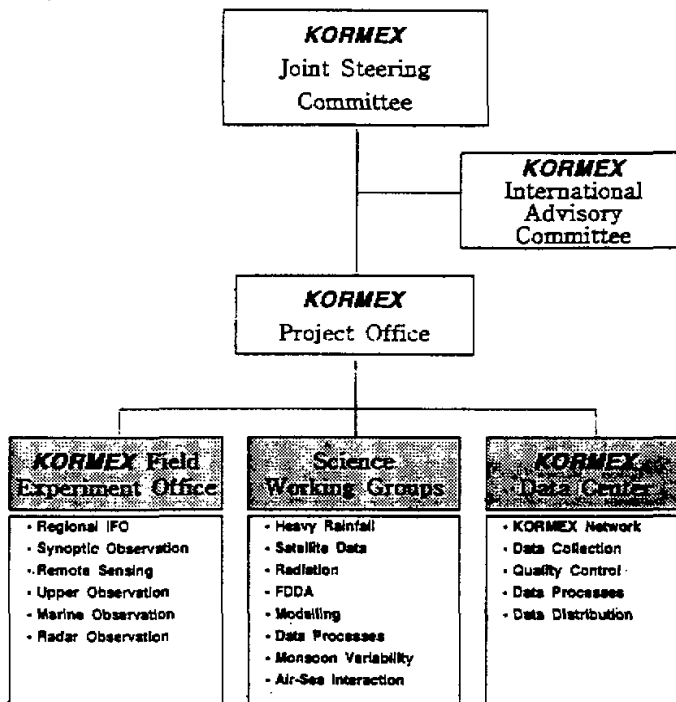 KORMEX
Joint Steering
Committee
KORMEX
International
Advisory
Committee
KORMEX
Project Office
KORMEX Field
Experiment Office
- Regional IFO
- Synoptic Observation
- Remote Sensing
- Upper Observation
- Marine Observation
- Radar Observation
Science
Working Groups
- Heavy Rainfall
- Satellite Data
- Radiation
- FDDA
- Modelling
- Data Processes
- Monsoon Variability
- Air-Sea Interaction
KORMEX
Data Center
- KORMEX Network
- Data Collection
- Quality Control
- Data Processes
- Data Distribution